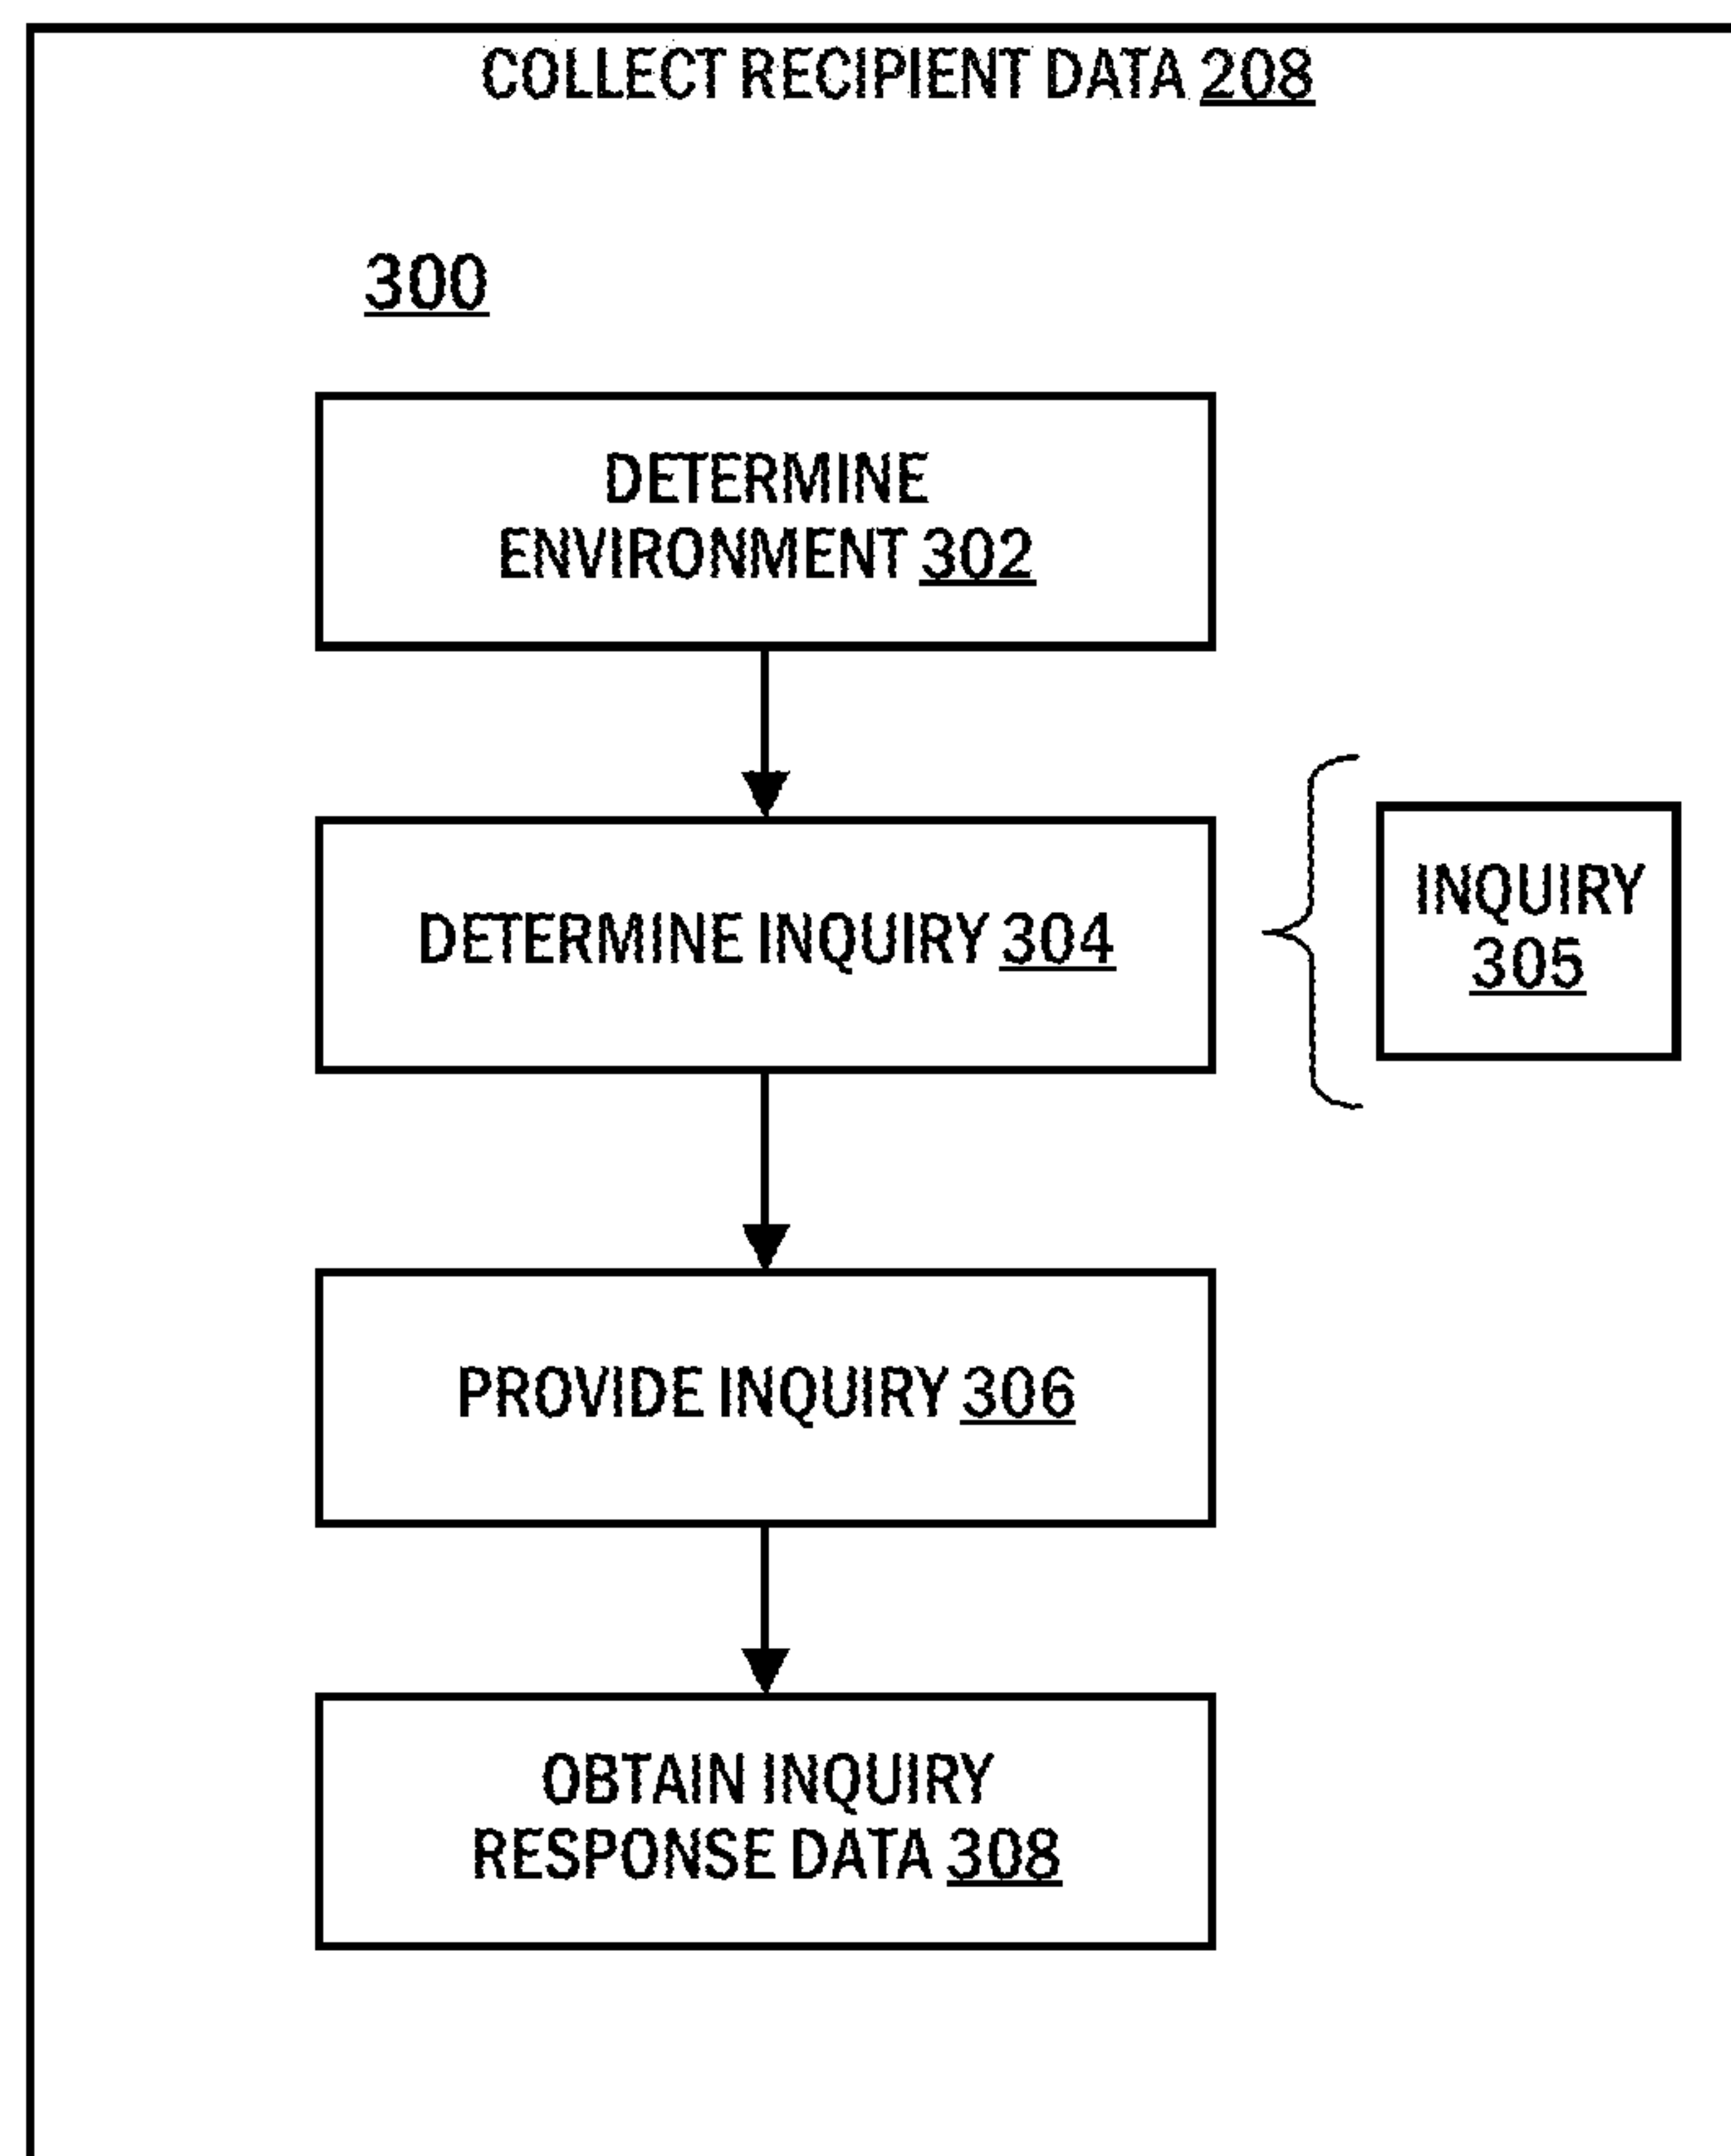 COLLECT RECIPIENT DATA 208
300
DETERMINE
ENVIRONMENT 302
DETERMINE INQUIRY 304
INQUIRY
305
PROVIDE INQUIRY 306
OBTAIN INQUIRY
RESPONSE DATA 308